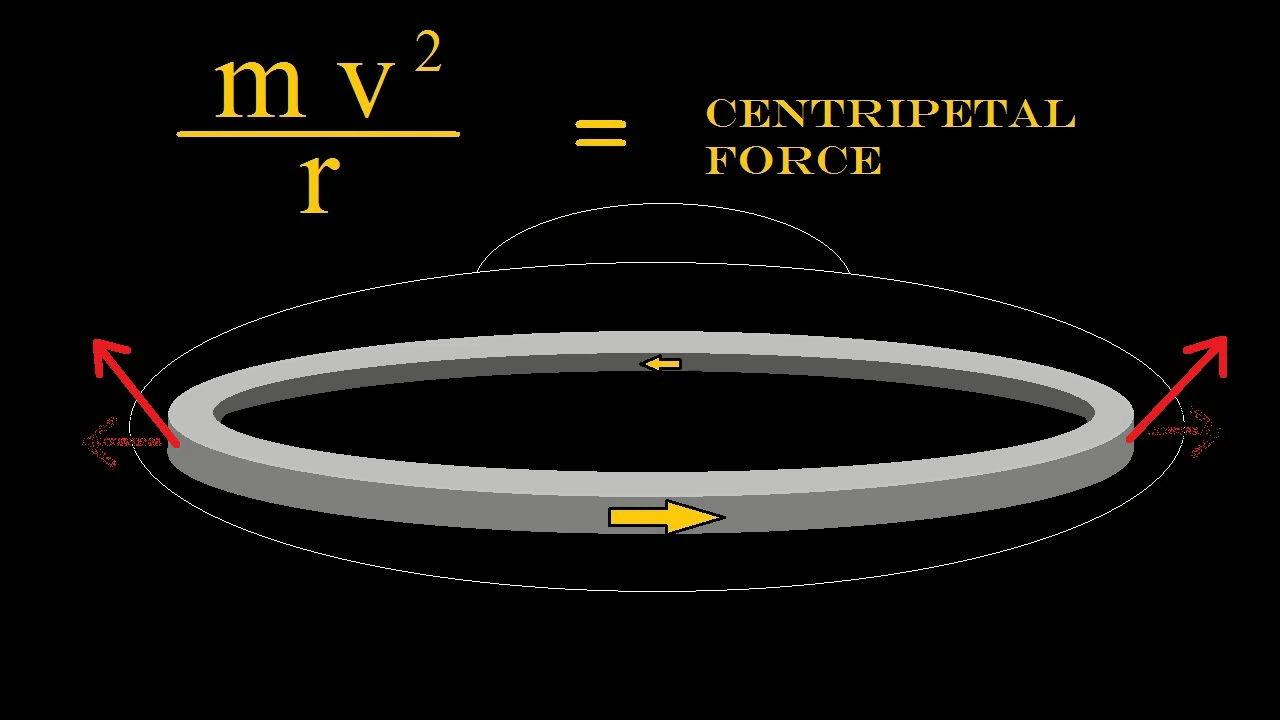 m v²
r
=
CENTRIPETAL
FORCE